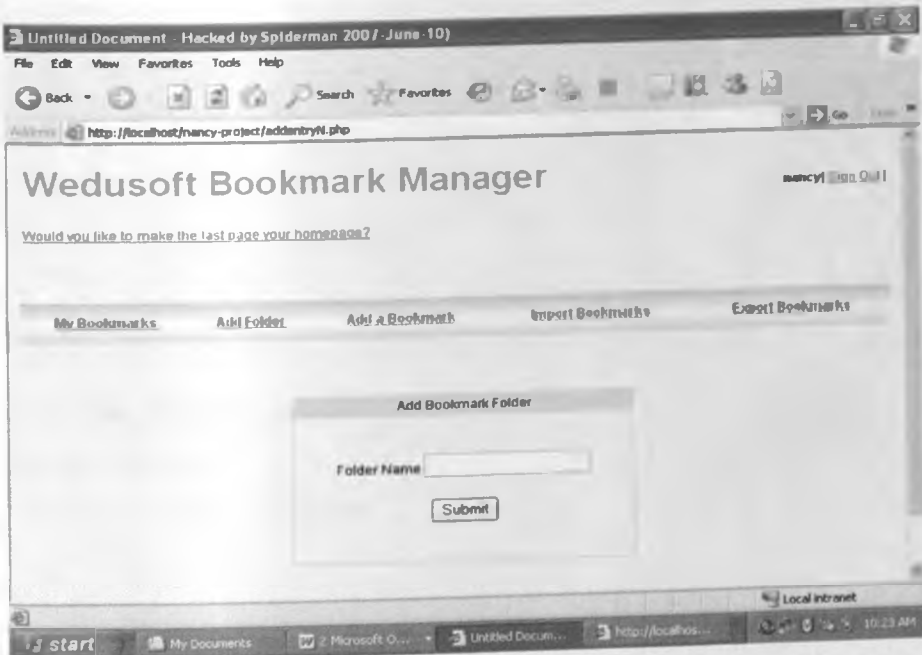 Untitled Document - Hacked by Spiderman 2007-June-10)
File Edit View Favorites Tools Help
Back Search Favorites
Address http://localhost/nancy-project/addentryN.php Go
Wedusoft Bookmark Manager
nancy| Sign Out |
Would you like to make the last page your homepage?
My Bookmarks Add Folder Add a Bookmark Import Bookmarks Export Bookmarks
Add Bookmark Folder
Folder Name
Submit
Local intranet
start My Documents 2 Microsoft O... Untitled Docum... http://localhos... 10:23 AM